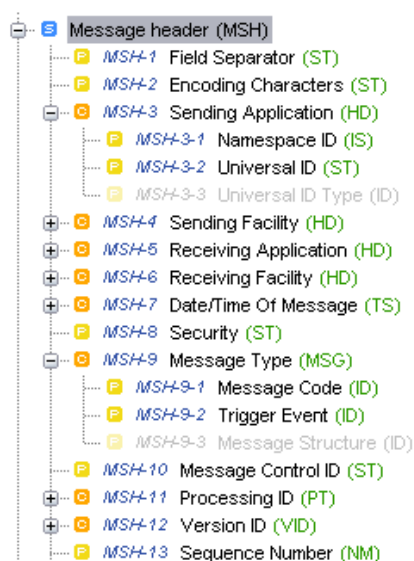 S Message header (MSH)
P MSH-1 Field Separator (ST)
P MSH-2 Encoding Characters (ST)
C MSH-3 Sending Application (HD)
P MSH-3-1 Namespace ID (IS)
P MSH-3-2 Universal ID (ST)
P MSH-3-3 Universal ID Type (ID)
C MSH-4 Sending Facility (HD)
C MSH-5 Receiving Application (HD)
C MSH-6 Receiving Facility (HD)
C MSH-7 Date/Time Of Message (TS)
P MSH-8 Security (ST)
C MSH-9 Message Type (MSG)
P MSH-9-1 Message Code (ID)
P MSH-9-2 Trigger Event (ID)
P MSH-9-3 Message Structure (ID)
P MSH-10 Message Control ID (ST)
C MSH-11 Processing ID (PT)
C MSH-12 Version ID (VID)
P MSH-13 Sequence Number (NM)